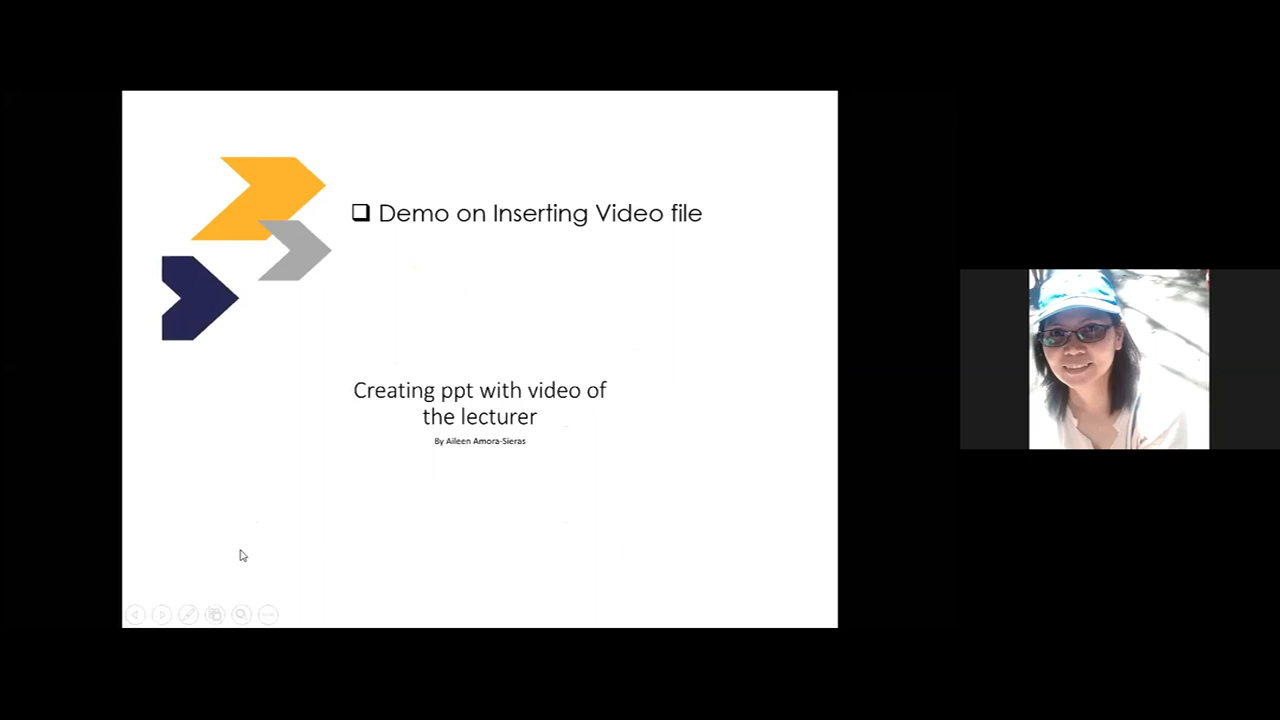 Demo on Inserting Video file
Creating ppt with video of
the lecturer
By Aileen Amora-Sieras